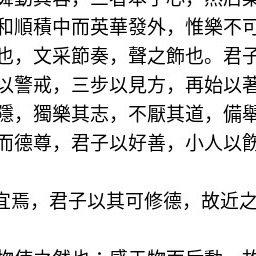 和順積中而英華發外，惟樂不可
也，文采節奏，聲之飾也。君子
以警戒，三步以見方，再始以著
隱，獨樂其志，不厭其道，備舉
而德尊，君子以好善，小人以飭
宜焉，君子以其可修德，故近之